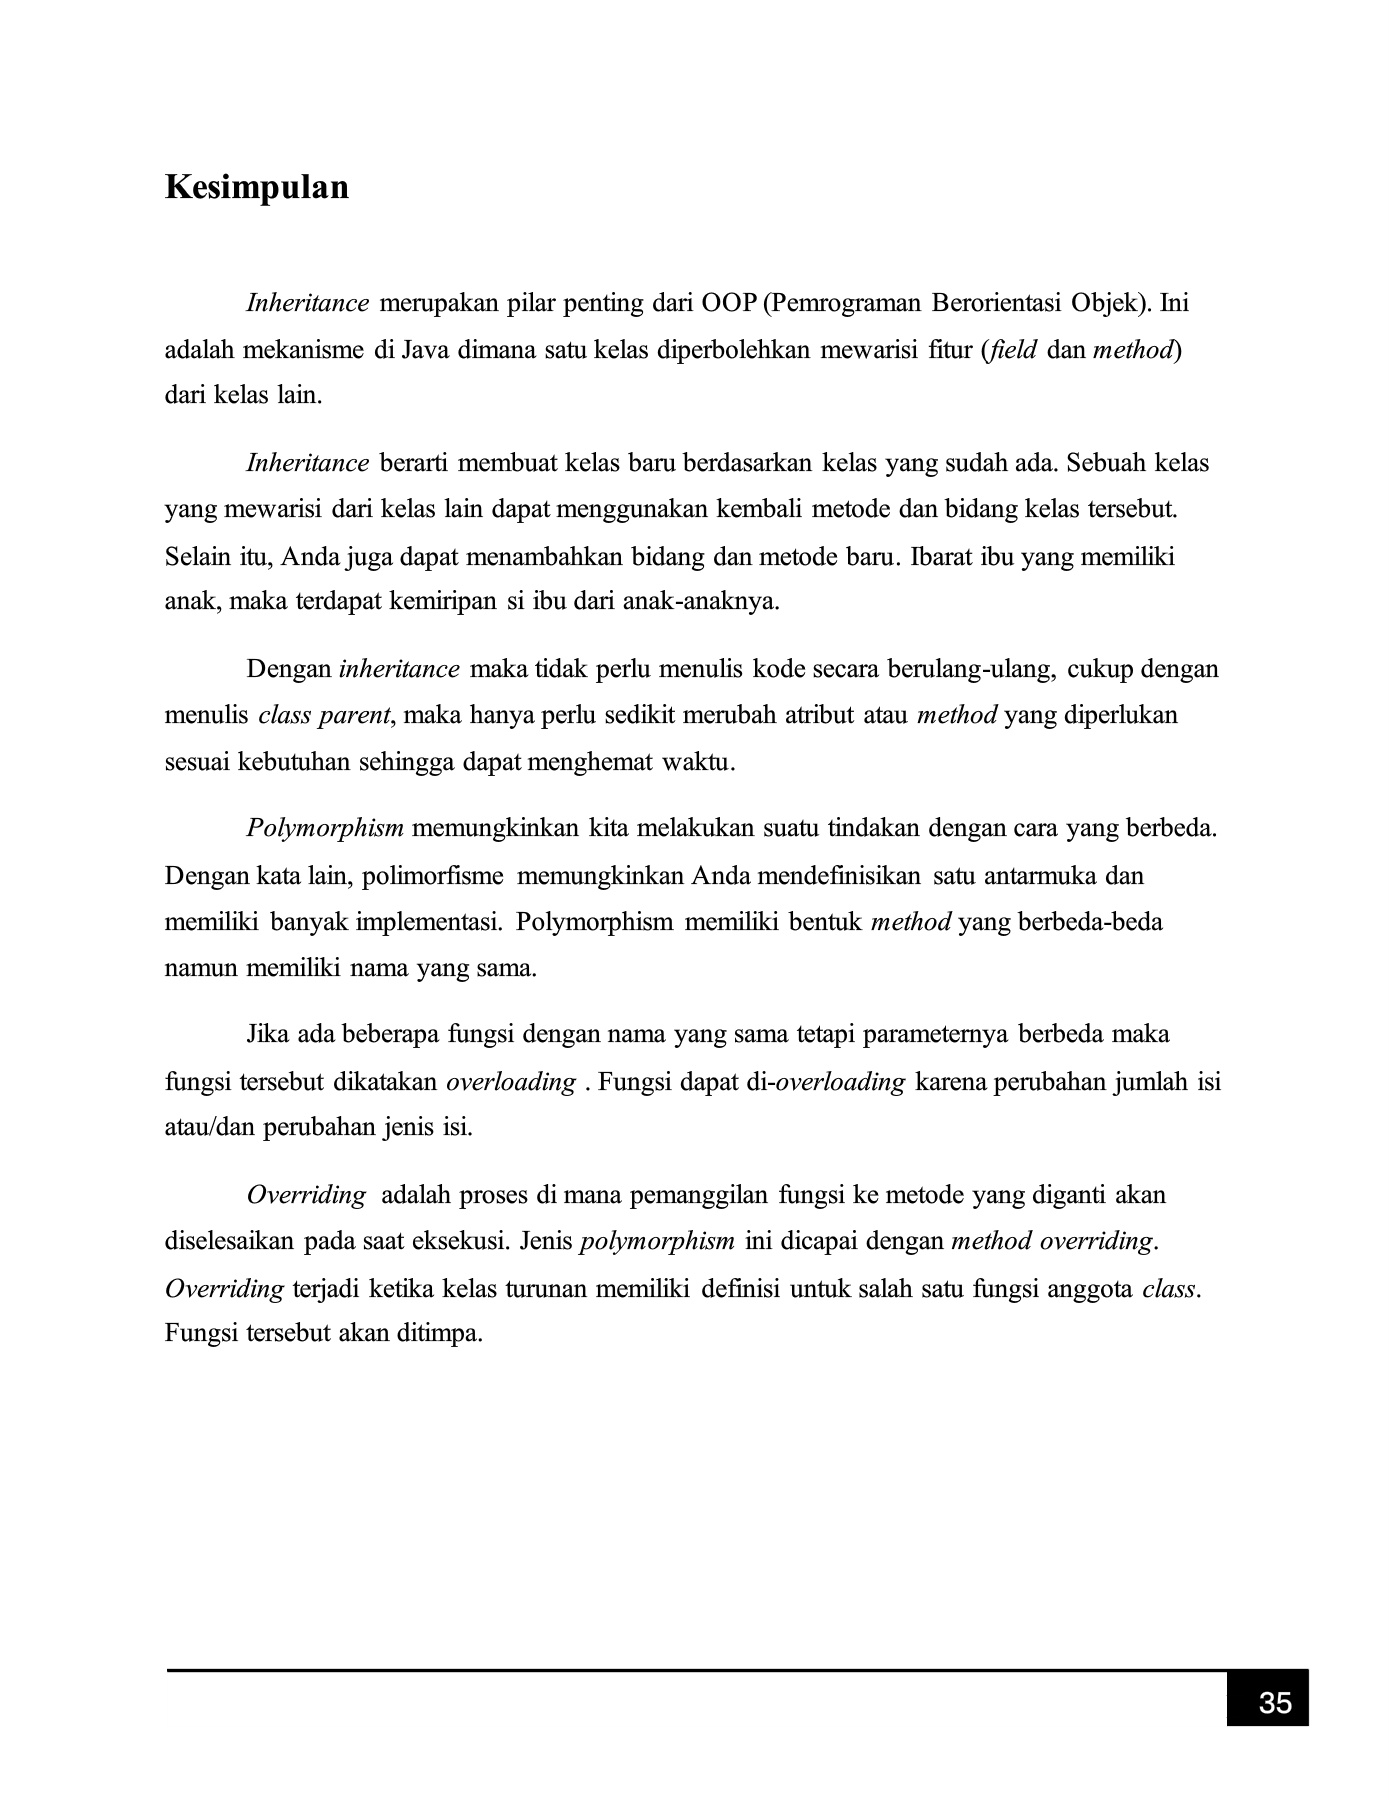 Kesimpulan
Inheritance merupakan pilar penting dari OOP (Pemrograman Berorientasi Objek). Ini
adalah mekanisme di Java dimana satu kelas diperbolehkan mewarisi fitur (field dan method)
dari kelas lain.
Inheritance berarti membuat kelas baru berdasarkan kelas yang sudah ada. Sebuah kelas
yang mewarisi dari kelas lain dapat menggunakan kembali metode dan bidang kelas tersebut.
Selain itu, Anda juga dapat menambahkan bidang dan metode baru. Ibarat ibu yang memiliki
anak, maka terdapat kemiripan si ibu dari anak-anaknya.
Dengan inheritance maka tidak perlu menulis kode secara berulang-ulang, cukup dengan
menulis class parent, maka hanya perlu sedikit merubah atribut atau method yang diperlukan
sesuai kebutuhan sehingga dapat menghemat waktu.
Polymorphism memungkinkan kita melakukan suatu tindakan dengan cara yang berbeda.
Dengan kata lain, polimorfisme memungkinkan Anda mendefinisikan satu antarmuka dan
memiliki banyak implementasi. Polymorphism memiliki bentuk method yang berbeda-beda
namun memiliki nama yang sama.
Jika ada beberapa fungsi dengan nama yang sama tetapi parameternya berbeda maka
fungsi tersebut dikatakan overloading . Fungsi dapat di-overloading karena perubahan jumlah isi
atau/dan perubahan jenis isi.
Overriding adalah proses di mana pemanggilan fungsi ke metode yang diganti akan
diselesaikan pada saat eksekusi. Jenis polymorphism ini dicapai dengan method overriding.
Overriding terjadi ketika kelas turunan memiliki definisi untuk salah satu fungsi anggota class.
Fungsi tersebut akan ditimpa.
35